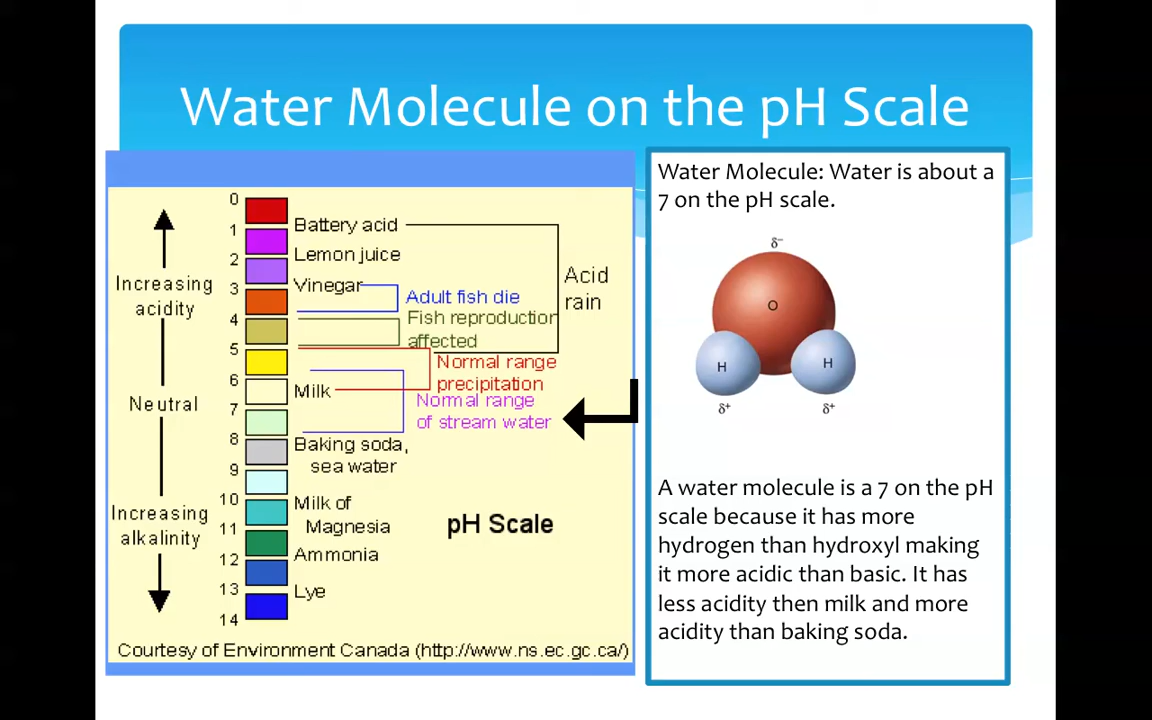 Water Molecule on the pH Scale
0
1
2
3
4
5
6
7
8
9
10
11
12
13
14
Increasing
acidity
Neutral
Increasing
alkalinity
Battery acid
Lemon juice
Vinegar
Milk
Baking soda,
sea water
Milk of
Magnesia
Ammonia
Lye
Acid
rain
Adult fish die
Fish reproduction
affected
Normal range
precipitation
Normal range
of stream water
pH Scale
Courtesy of Environment Canada (http://www.ns.ec.gc.ca/)
Water Molecule: Water is about a
7 on the pH scale.
δ⁻
O
H
H
δ⁺
δ⁺
A water molecule is a 7 on the pH
scale because it has more
hydrogen than hydroxyl making
it more acidic than basic. It has
less acidity then milk and more
acidity than baking soda.